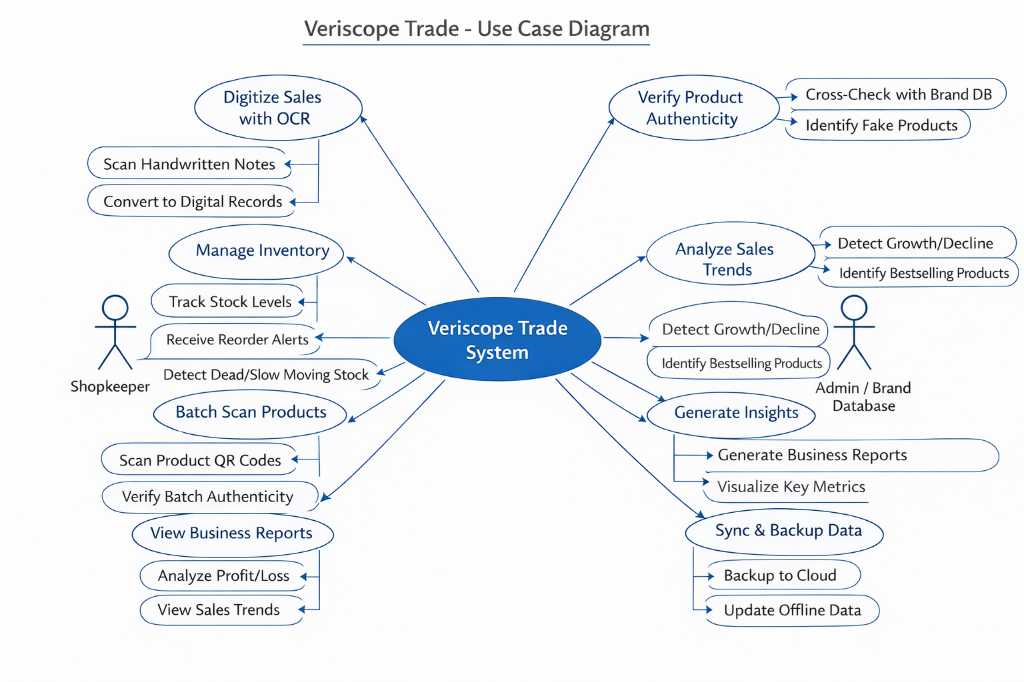 Veriscope Trade - Use Case Diagram
Digitize Sales
with OCR
Scan Handwritten Notes
Convert to Digital Records
Manage Inventory
Track Stock Levels
Receive Reorder Alerts
Detect Dead/Slow Moving Stock
Shopkeeper
Batch Scan Products
Scan Product QR Codes
Verify Batch Authenticity
View Business Reports
Analyze Profit/Loss
View Sales Trends
Veriscope Trade
System
Verify Product
Authenticity
Cross-Check with Brand DB
Identify Fake Products
Analyze Sales
Trends
Detect Growth/Decline
Identify Bestselling Products
Detect Growth/Decline
Identify Bestselling Products
Admin / Brand
Database
Generate Insights
Generate Business Reports
Visualize Key Metrics
Sync & Backup Data
Backup to Cloud
Update Offline Data